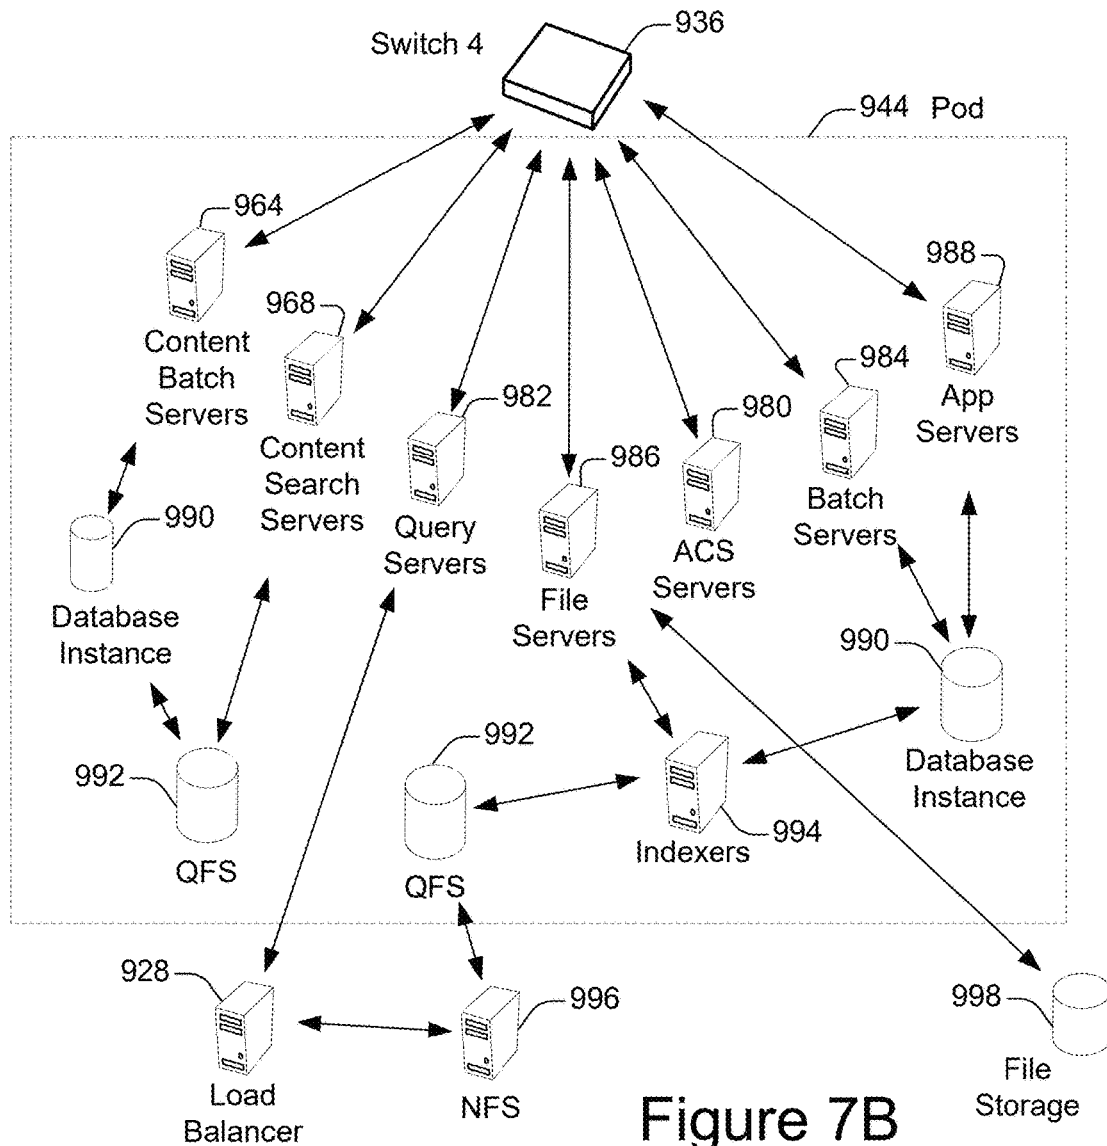 Switch 4
936
944 Pod
964
Content
Batch
Servers
968
Content
Search
Servers
982
Query
Servers
986
File
Servers
980
ACS
Servers
984
Batch
Servers
988
App
Servers
990
Database
Instance
990
Database
Instance
992
QFS
992
QFS
994
Indexers
928
Load
Balancer
996
NFS
998
File
Storage
Figure 7B